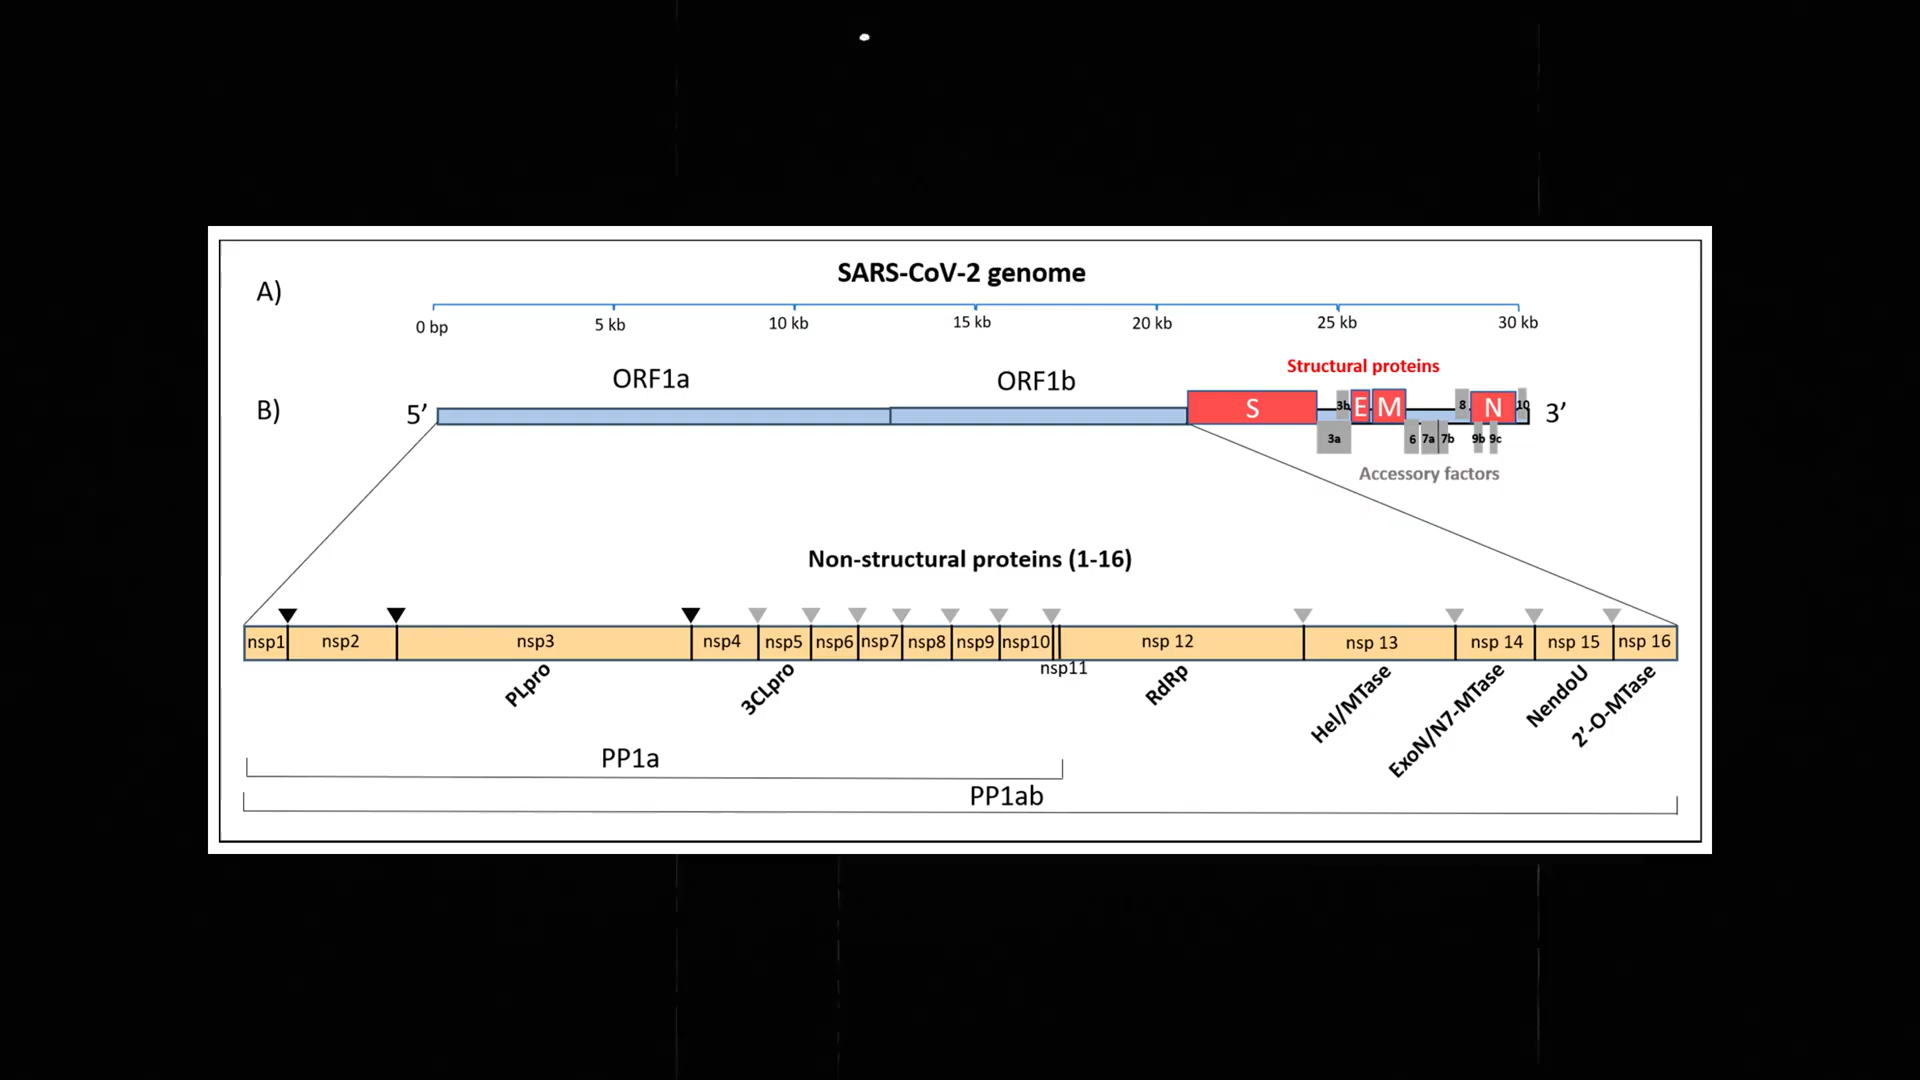 SARS-CoV-2 genome
A)
0 bp 5 kb 10 kb 15 kb 20 kb 25 kb 30 kb
Structural proteins
ORF1a ORF1b
B) 5’ S 3b E M 8 N 10 3’
3a 6 7a 7b 9b 9c
Accessory factors
Non-structural proteins (1-16)
nsp1 nsp2 nsp3 nsp4 nsp5 nsp6 nsp7 nsp8 nsp9 nsp10 nsp 12 nsp 13 nsp 14 nsp 15 nsp 16
nsp11
PLpro 3CLpro RdRp Hel/MTase ExoN/N7-MTase NendoU 2’-O-MTase
PP1a
PP1ab